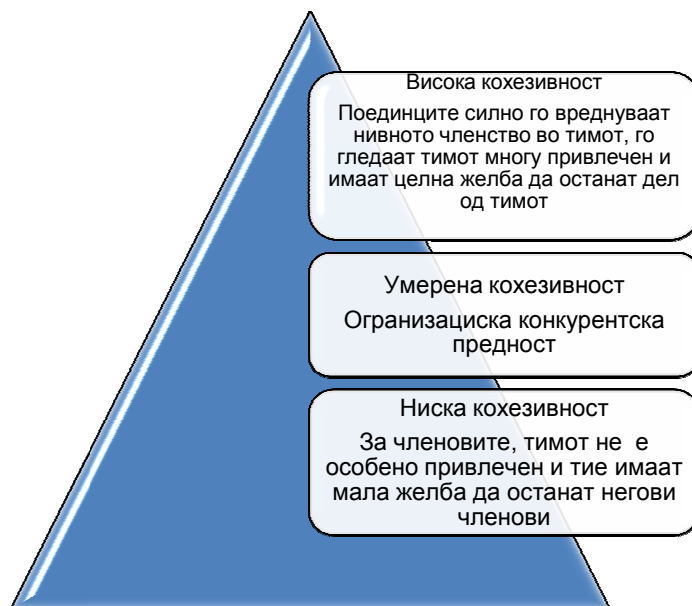 Висока кохезивност
Поединците силно го вреднуваат
нивното членство во тимот, го
гледаат тимот многу привлечен и
имаат целна желба да останат дел
од тимот
Умерена кохезивност
Огранизациска конкурентска
предност
Ниска кохезивност
За членовите, тимот не е
особено привлечен и тие имаат
мала желба да останат негови
членови